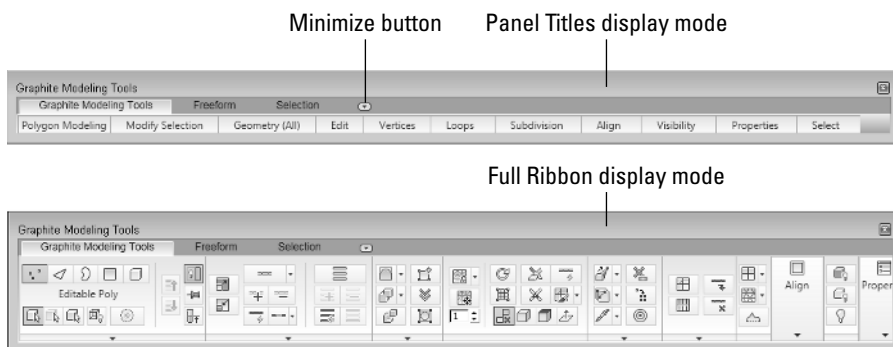 Minimize button Panel Titles display mode
Graphite Modeling Tools
Graphite Modeling Tools Freeform Selection
Polygon Modeling Modify Selection Geometry (All) Edit Vertices Loops Subdivision Align Visibility Properties Select
Full Ribbon display mode
Graphite Modeling Tools
Graphite Modeling Tools Freeform Selection
Editable Poly Align Proper
1